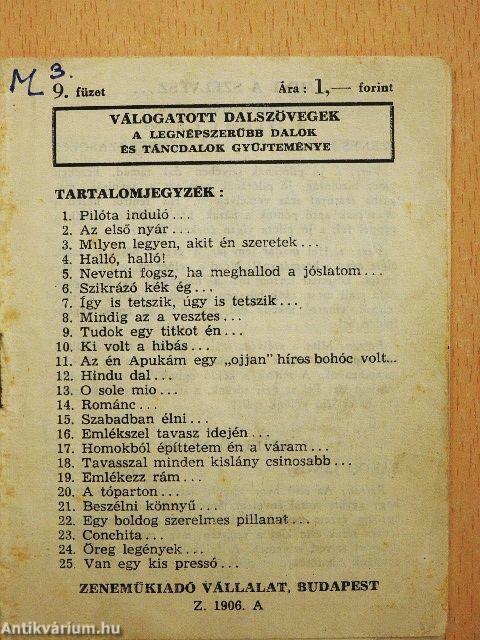 M 3.
9. füzet Ára: 1,— forint
VÁLOGATOTT DALSZÖVEGEK
A LEGNÉPSZERŰBB DALOK
ÉS TÁNCDALOK GYŰJTEMÉNYE
TARTALOMJEGYZÉK:
1. Pilóta induló...
2. Az első nyár...
3. Milyen legyen, akit én szeretek...
4. Halló, halló!
5. Nevetni fogsz, ha meghallod a jóslatom...
6. Szikrázó kék ég...
7. Így is tetszik, úgy is tetszik...
8. Mindig az a vesztes...
9. Tudok egy titkot én...
10. Ki volt a hibás...
11. Az én Apukám egy „ojjan" híres bohóc volt...
12. Hindu dal...
13. O sole mio...
14. Románc...
15. Szabadban élni...
16. Emlékszel tavasz idején...
17. Homokból építtetem én a váram...
18. Tavasszal minden kislány csinosabb...
19. Emlékezz rám...
20. A tóparton...
21. Beszélni könnyű...
22. Egy boldog szerelmes pillanat...
23. Conchita...
24. Öreg legények...
25. Van egy kis pressó...
ZENEMŰKIADÓ VÁLLALAT, BUDAPEST
Z. 1906. A
Antikvárium.hu